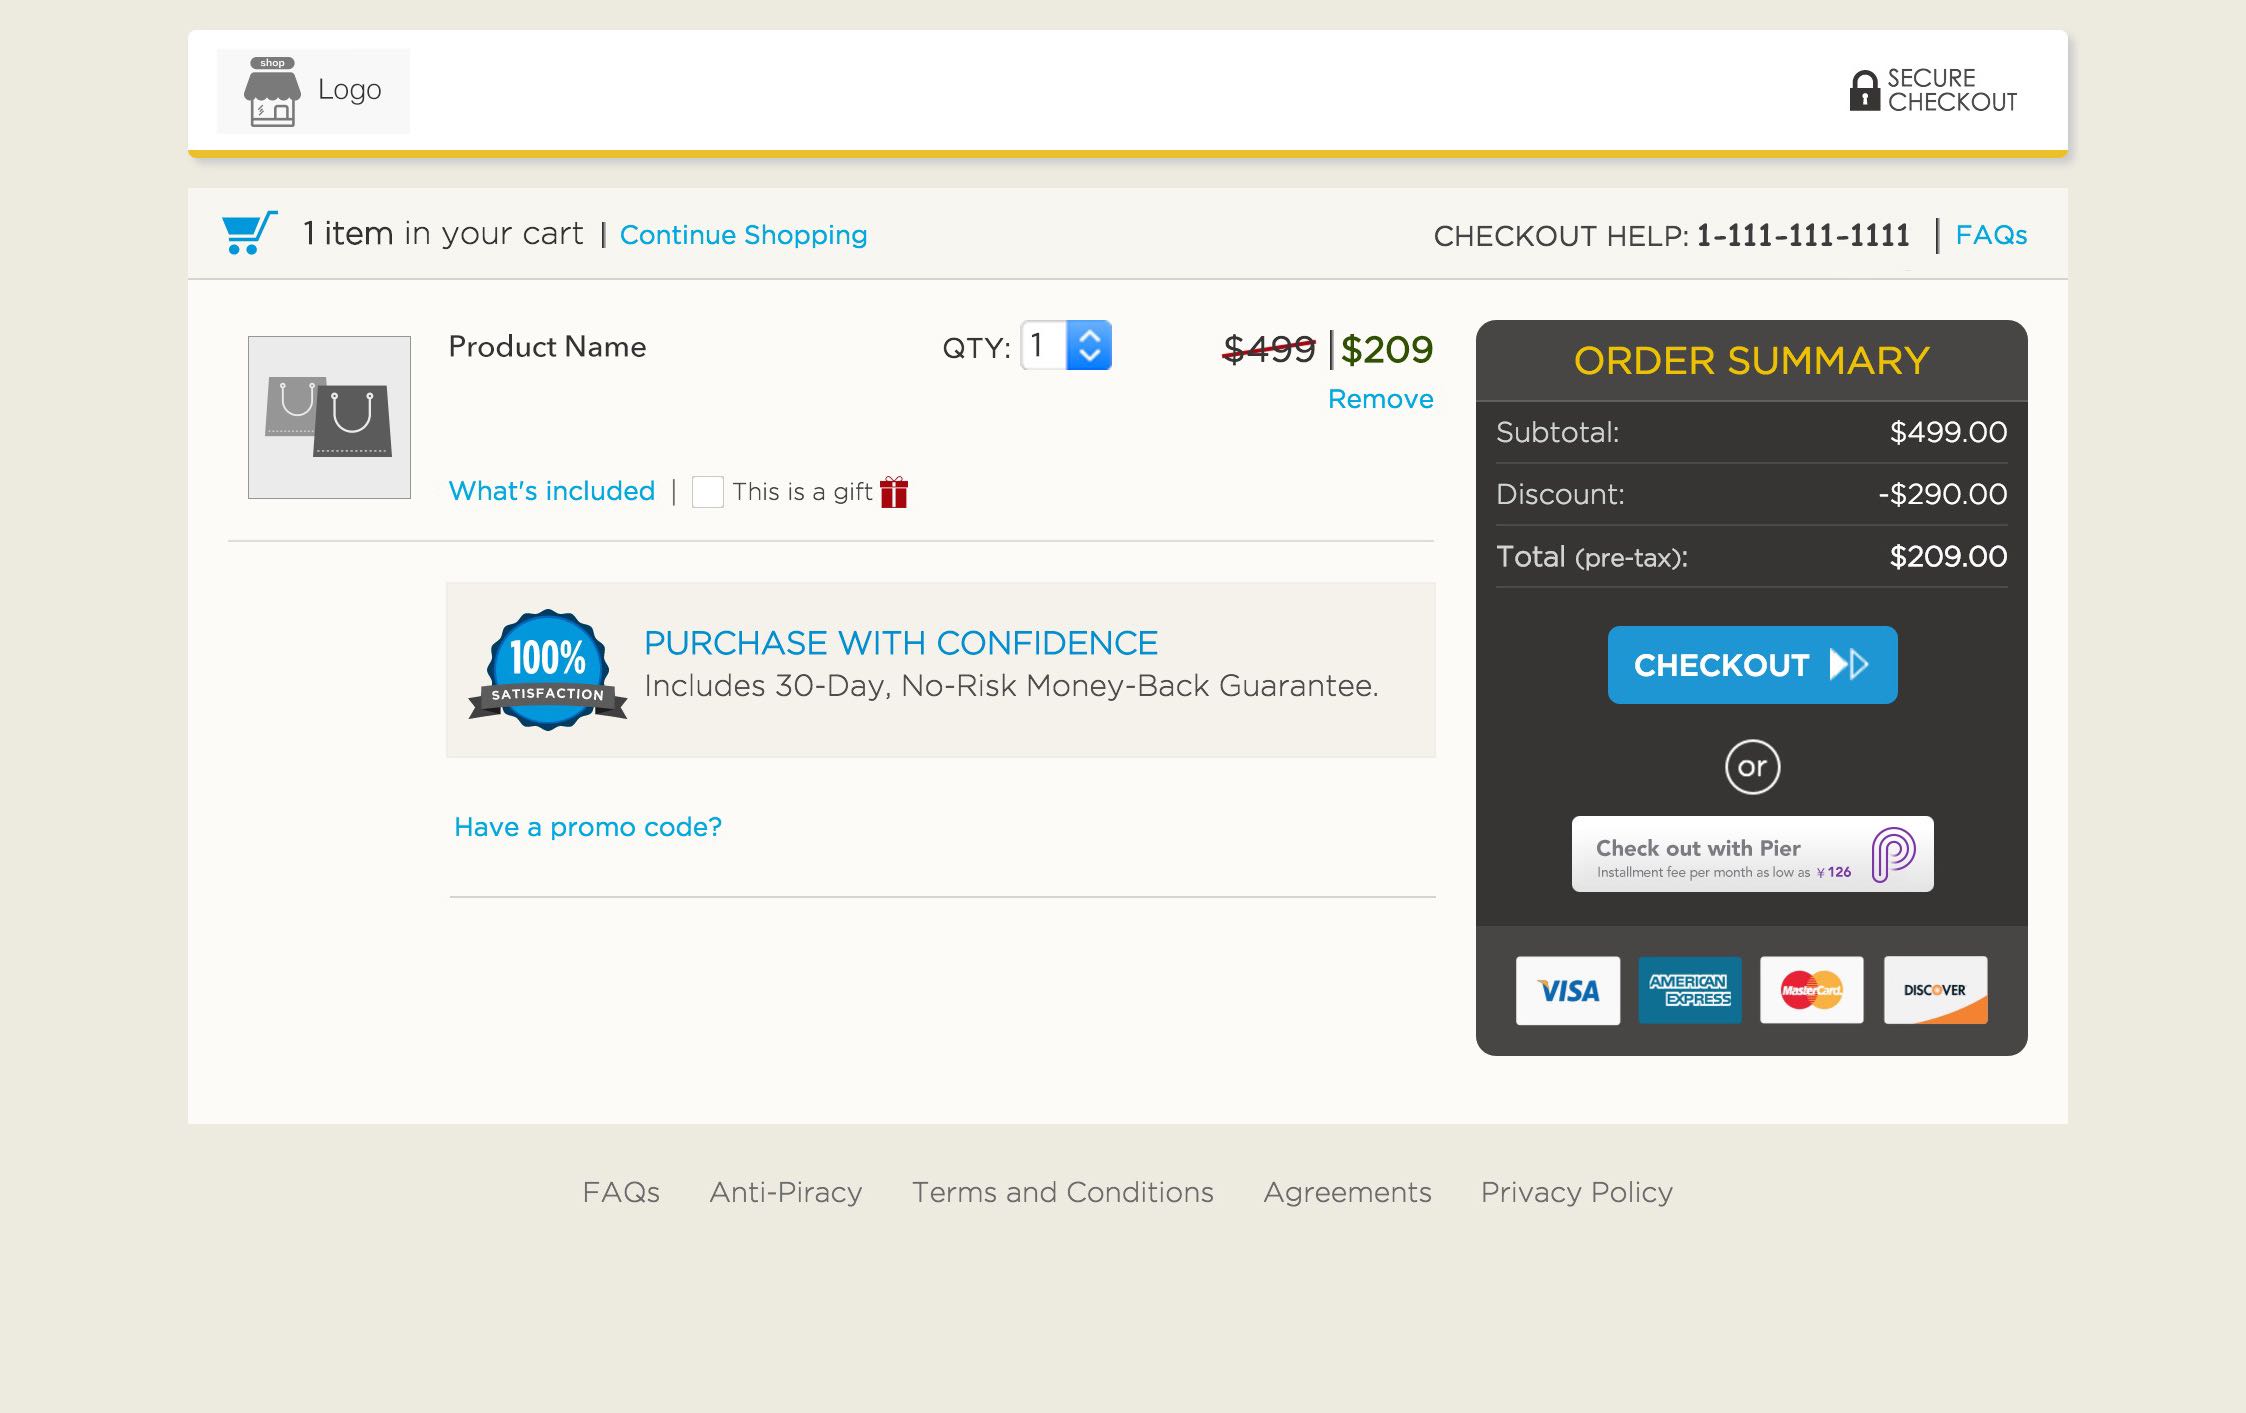 shop
Logo
SECURE
CHECKOUT
1 item in your cart | Continue Shopping
CHECKOUT HELP: 1-111-111-1111 | FAQs
Product Name
QTY: 1
$499 | $209
Remove
What's included | This is a gift
100%
SATISFACTION
PURCHASE WITH CONFIDENCE
Includes 30-Day, No-Risk Money-Back Guarantee.
Have a promo code?
ORDER SUMMARY
Subtotal: $499.00
Discount: -$290.00
Total (pre-tax): $209.00
CHECKOUT
or
Check out with Pier
Installment fee per month as low as ¥ 126
VISA
AMERICAN
EXPRESS
MasterCard
DISCOVER
FAQs Anti-Piracy Terms and Conditions Agreements Privacy Policy